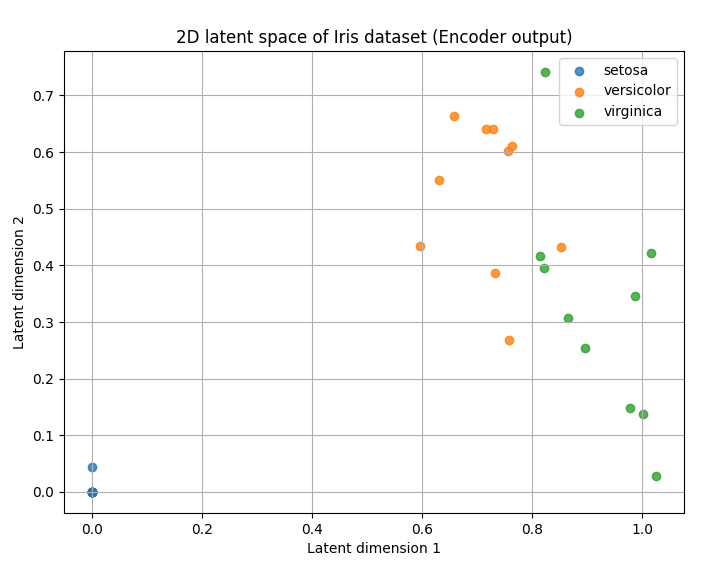 2D latent space of Iris dataset (Encoder output)
setosa
versicolor
virginica
0.7
0.6
0.5
0.4
0.3
0.2
0.1
0.0
Latent dimension 2
0.0 0.2 0.4 0.6 0.8 1.0
Latent dimension 1